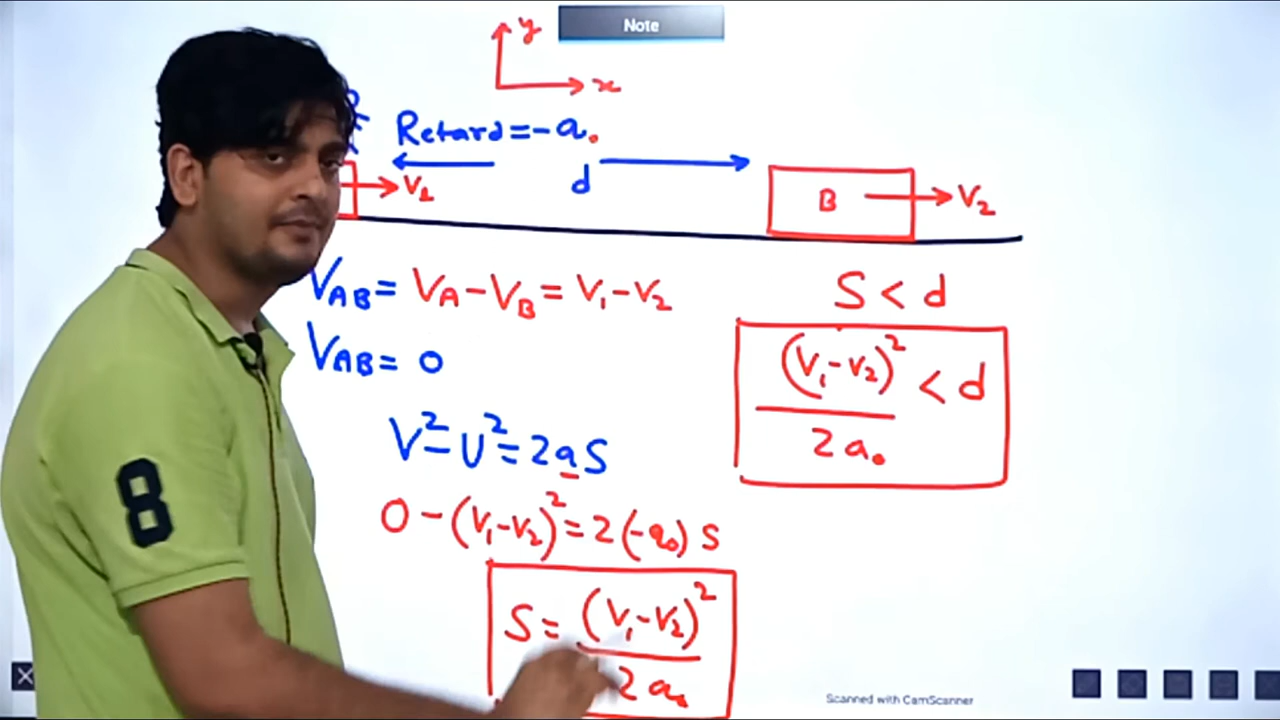 Note
y
x
Retard = -a₀
d
V₁
B
V₂
V_AB = V_A - V_B = V₁ - V₂
S < d
V_AB = 0
(V₁ - V₂)² / 2a₀ < d
V² - U² = 2aS
0 - (V₁ - V₂)² = 2(-a₀) S
S = (V₁ - V₂)² / 2a₀
8
Scanned with CamScanner